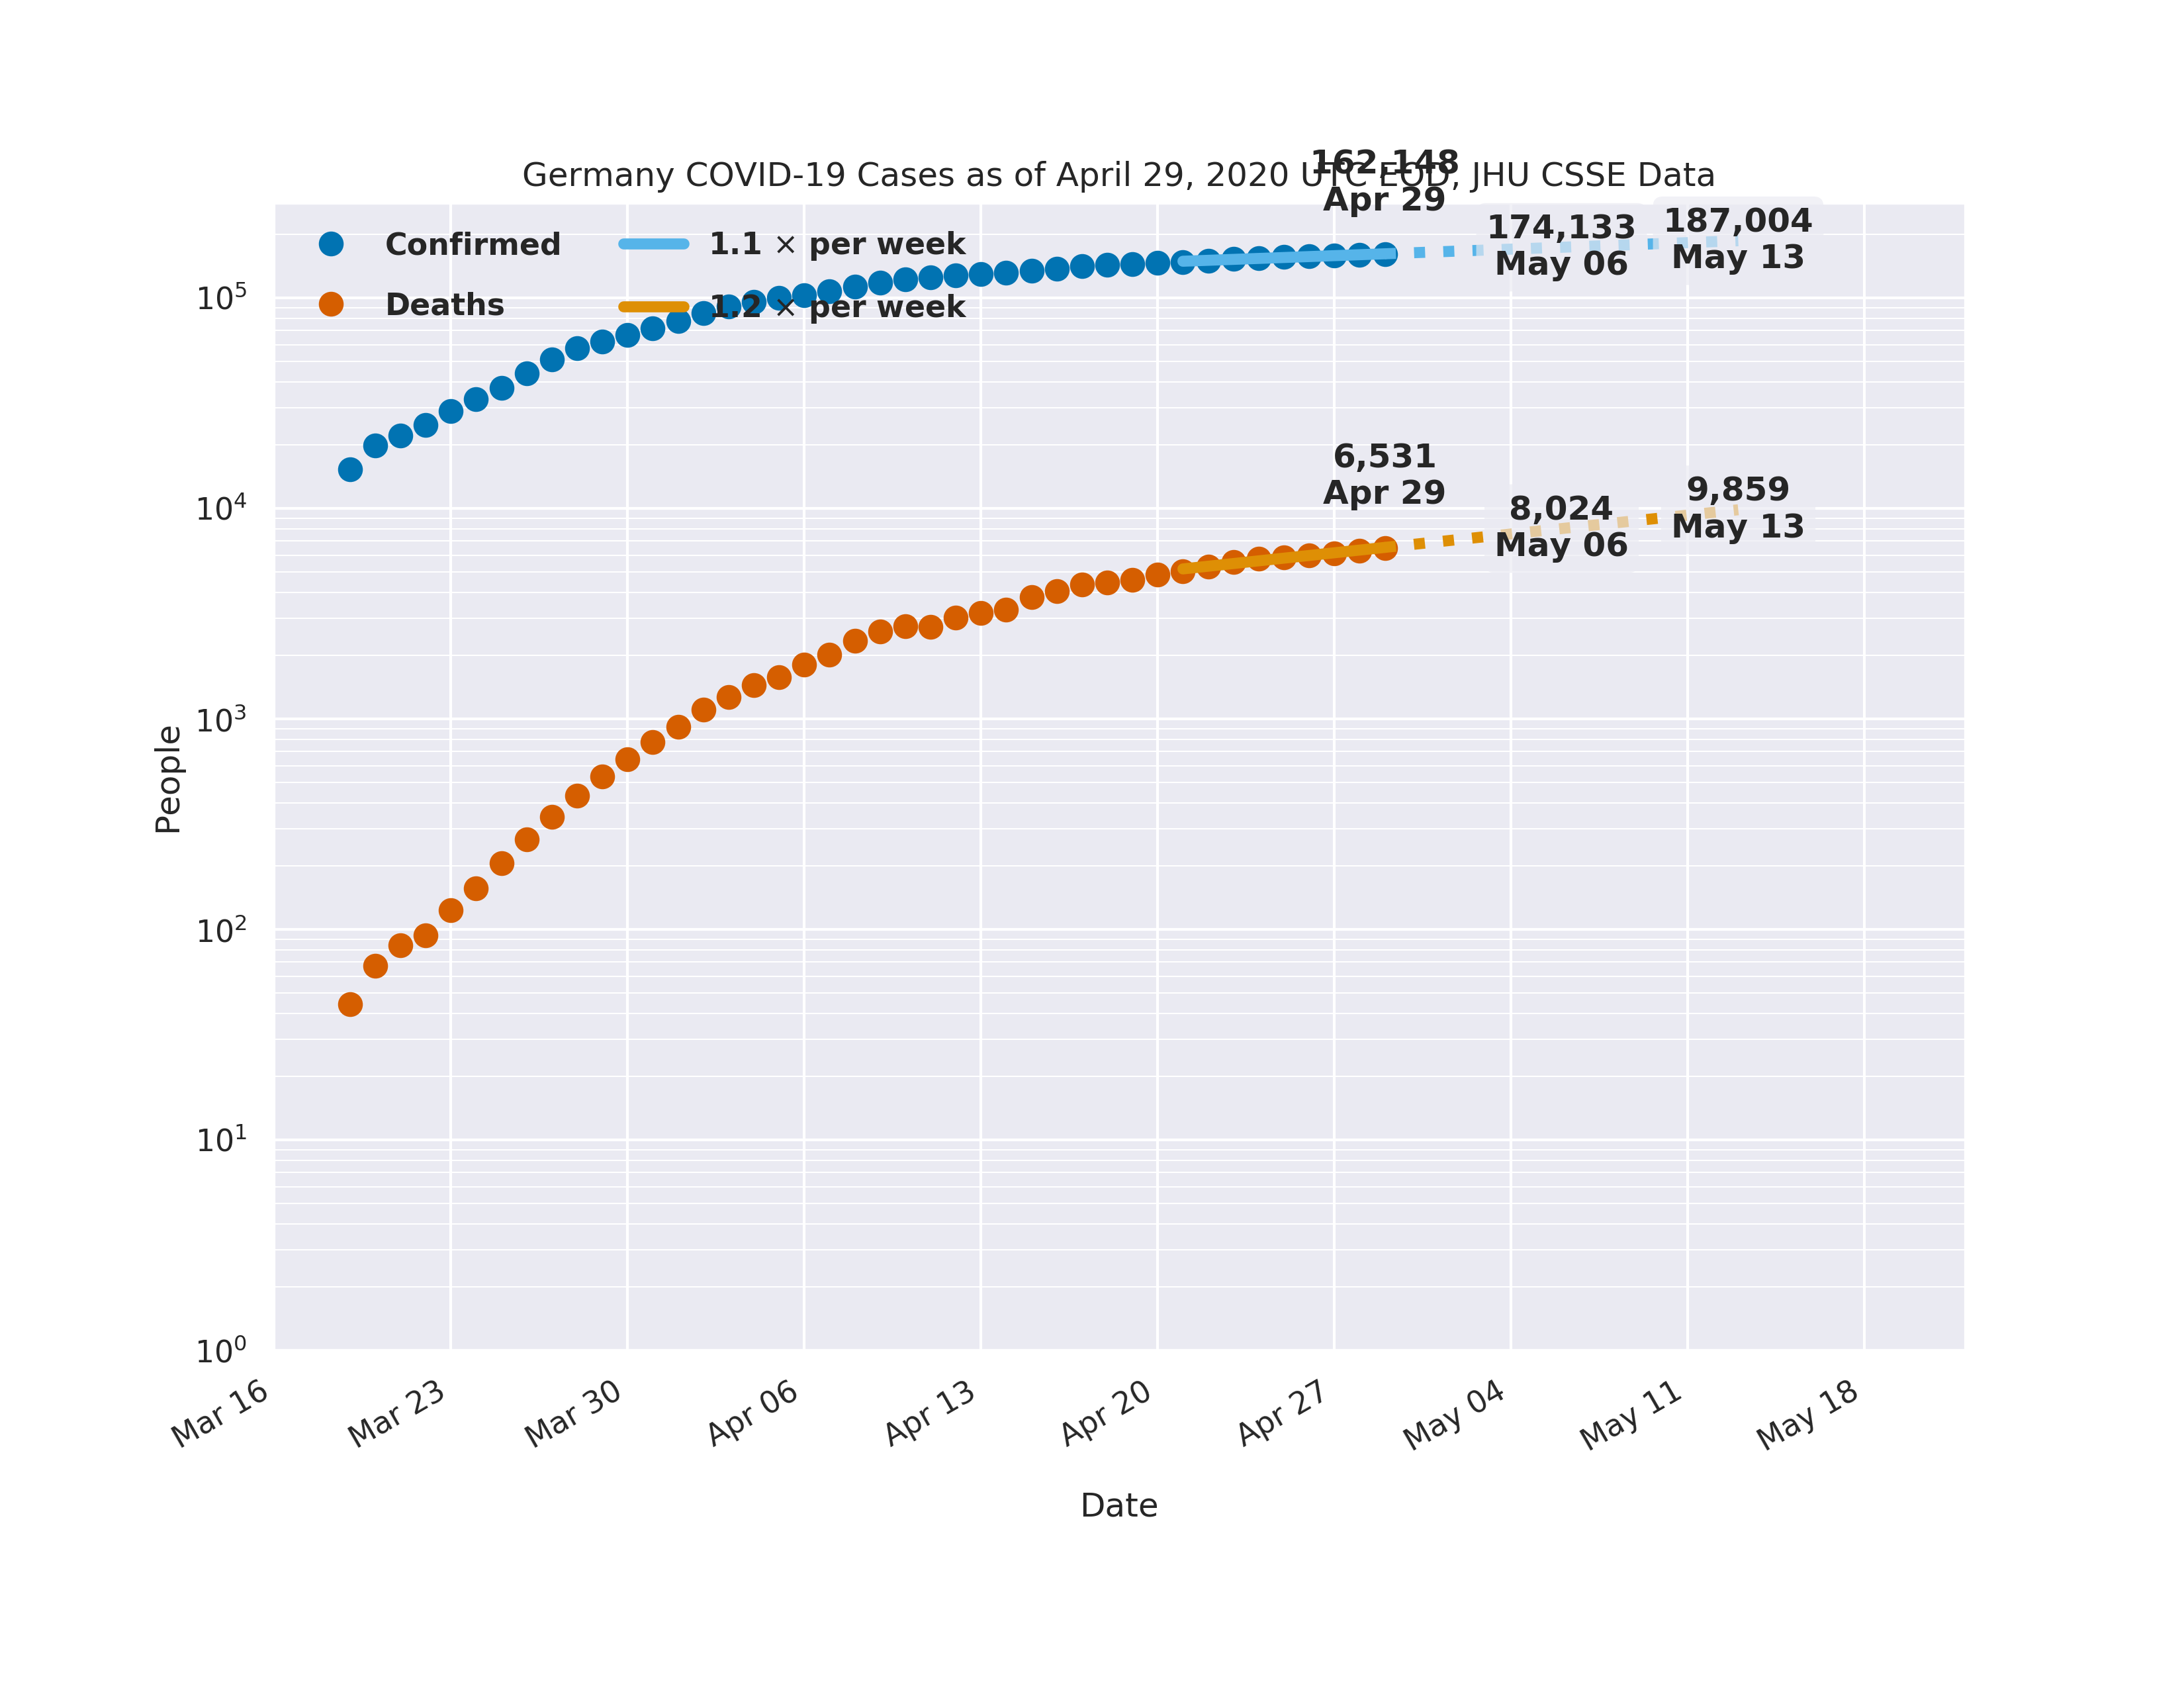 Germany COVID-19 Cases as of April 29, 2020 UTC EOD, JHU CSSE Data
162,148
Apr 29
174,133
May 06
187,004
May 13
Confirmed
1.1 × per week
Deaths
1.2 × per week
6,531
Apr 29
8,024
May 06
9,859
May 13
People
10⁵
10⁴
10³
10²
10¹
10⁰
Mar 16
Mar 23
Mar 30
Apr 06
Apr 13
Apr 20
Apr 27
May 04
May 11
May 18
Date